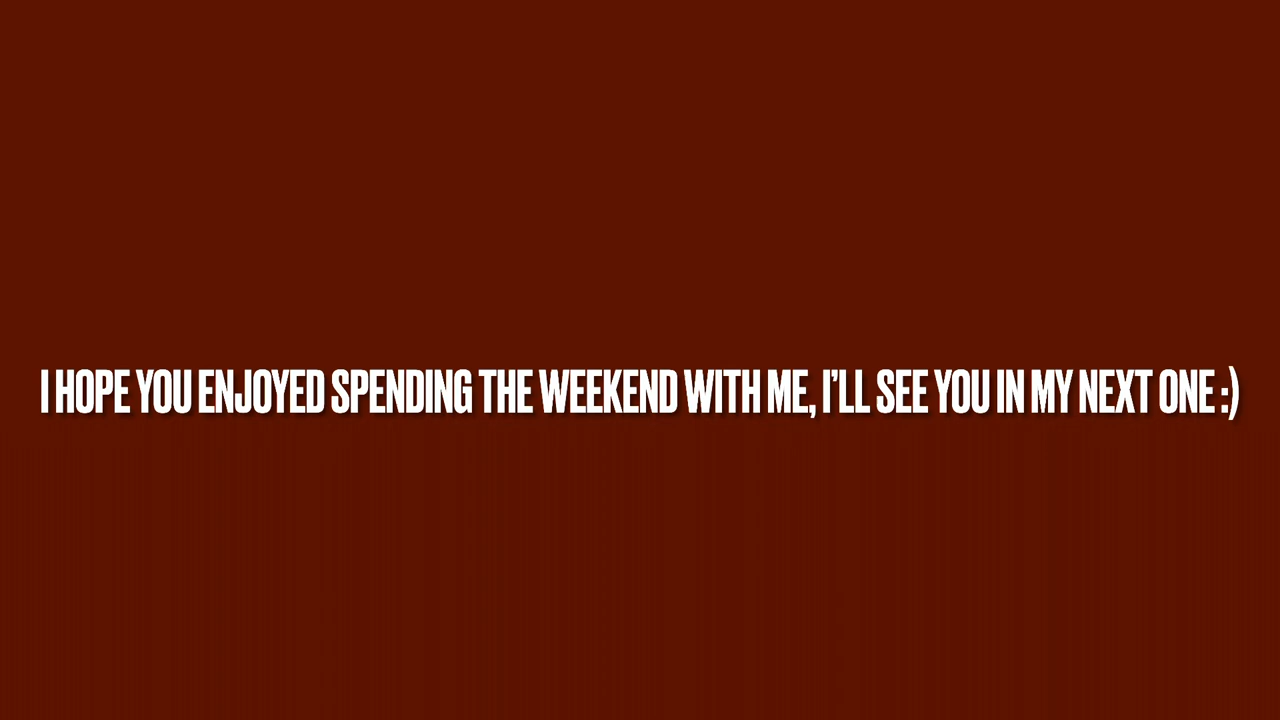 I HOPE YOU ENJOYED SPENDING THE WEEKEND WITH ME, I’LL SEE YOU IN MY NEXT ONE :)